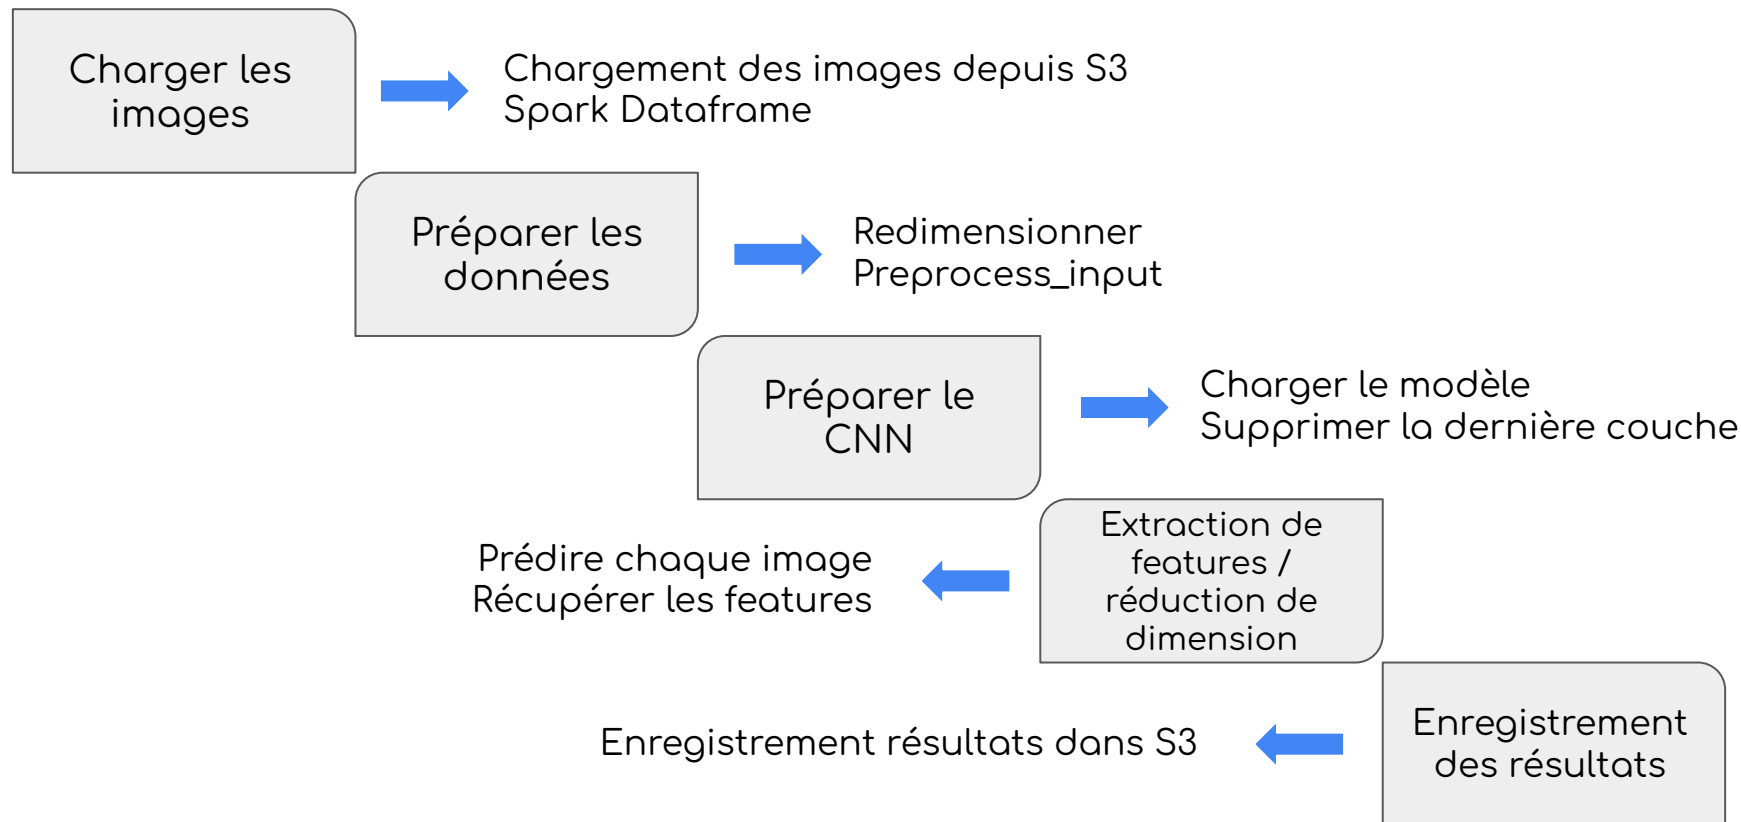 Charger les
images
Chargement des images depuis S3
Spark Dataframe
Préparer les
données
Redimensionner
Preprocess_input
Préparer le
CNN
Charger le modèle
Supprimer la dernière couche
Extraction de
features /
réduction de
dimension
Prédire chaque image
Récupérer les features
Enregistrement
des résultats
Enregistrement résultats dans S3